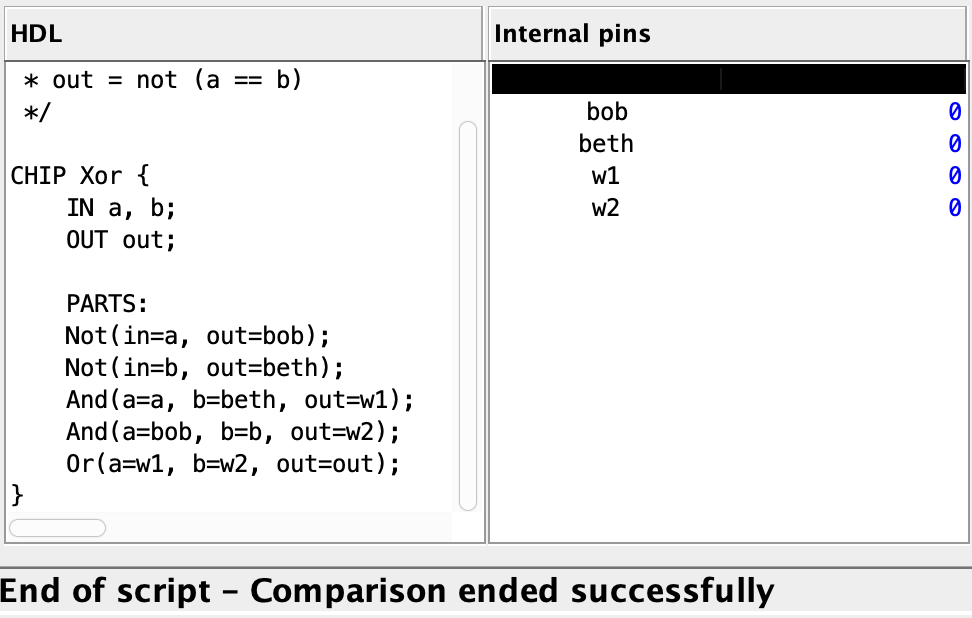 HDL
* out = not (a == b)
*/
CHIP Xor {
IN a, b;
OUT out;
PARTS:
Not(in=a, out=bob);
Not(in=b, out=beth);
And(a=a, b=beth, out=w1);
And(a=bob, b=b, out=w2);
Or(a=w1, b=w2, out=out);
}
Internal pins
bob 0
beth 0
w1 0
w2 0
End of script – Comparison ended successfully